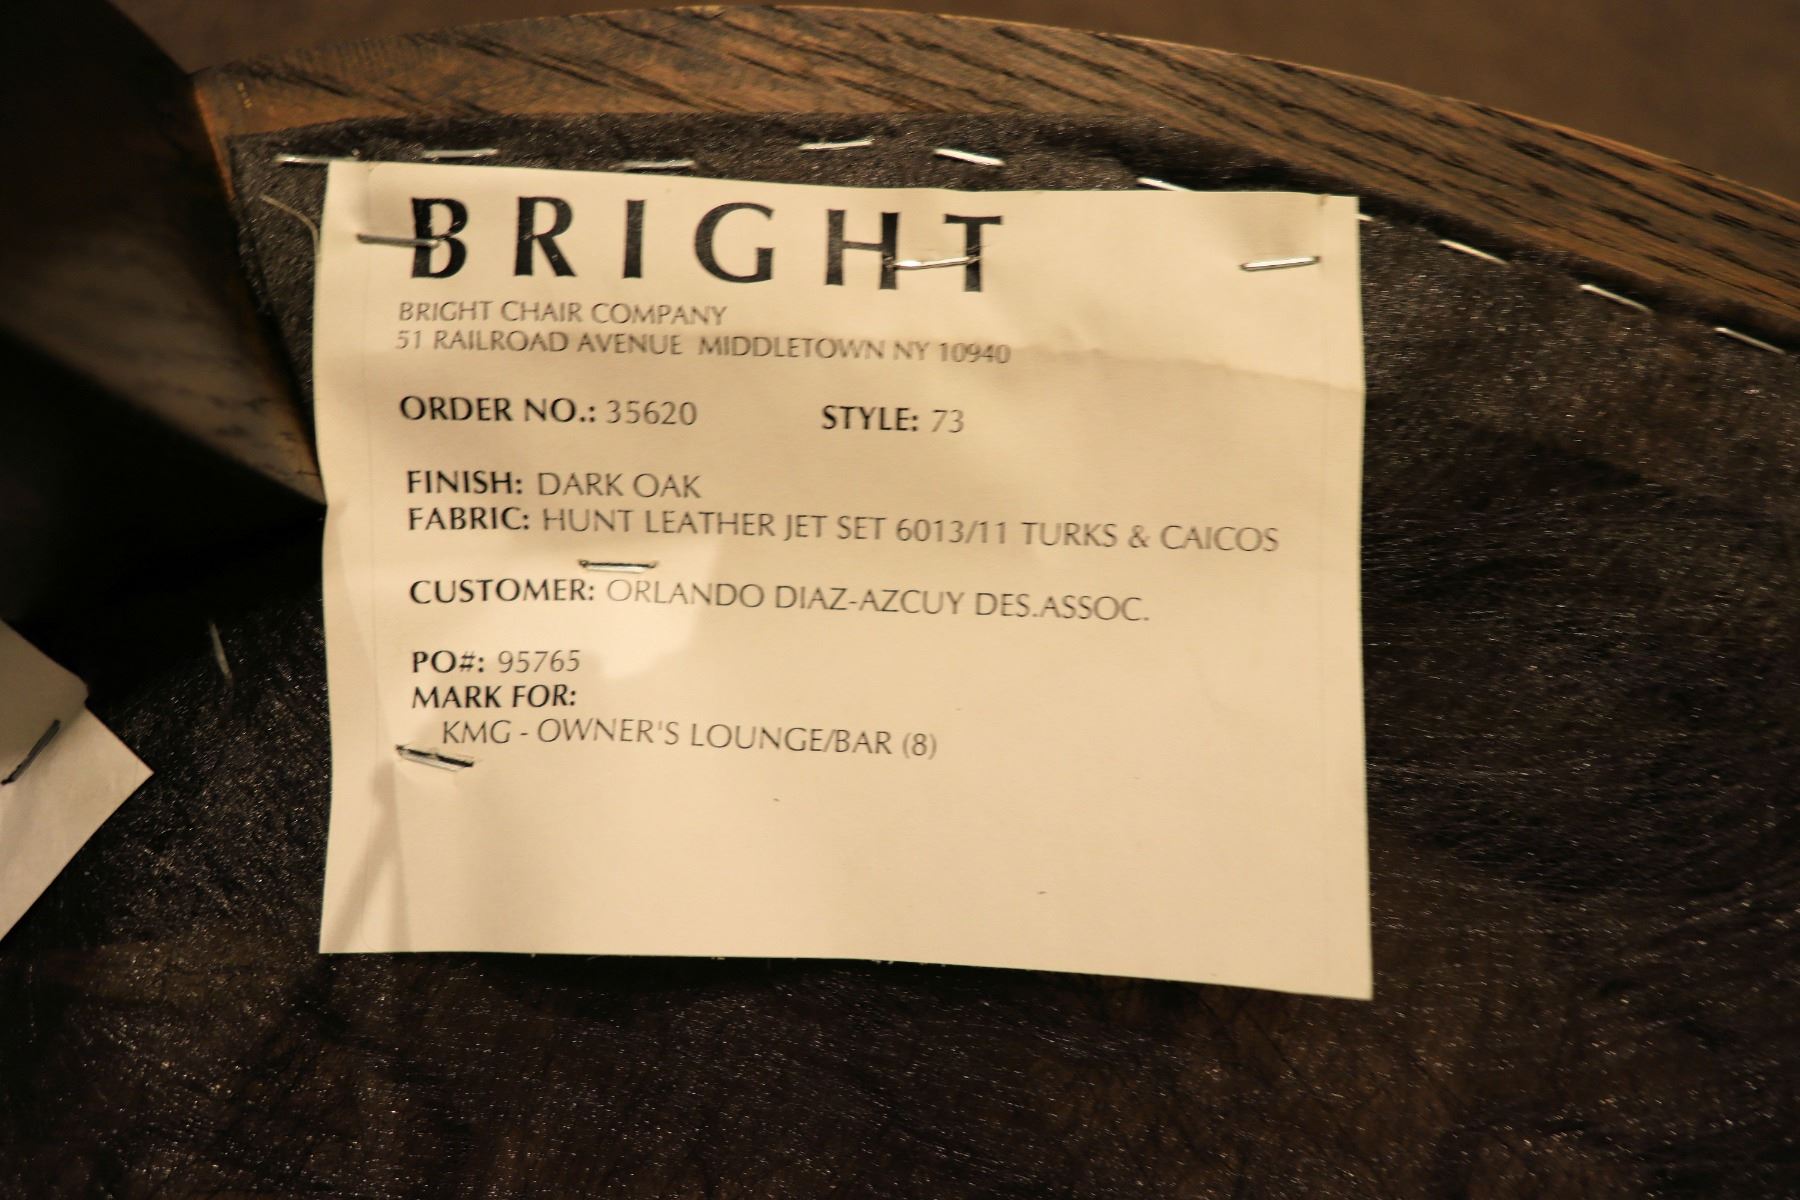 BRIGHT
BRIGHT CHAIR COMPANY
51 RAILROAD AVENUE MIDDLETOWN NY 10940
ORDER NO.: 35620 STYLE: 73
FINISH: DARK OAK
FABRIC: HUNT LEATHER JET SET 6013/11 TURKS & CAICOS
CUSTOMER: ORLANDO DIAZ-AZCUY DES.ASSOC.
PO#: 95765
MARK FOR:
KMG - OWNER'S LOUNGE/BAR (8)